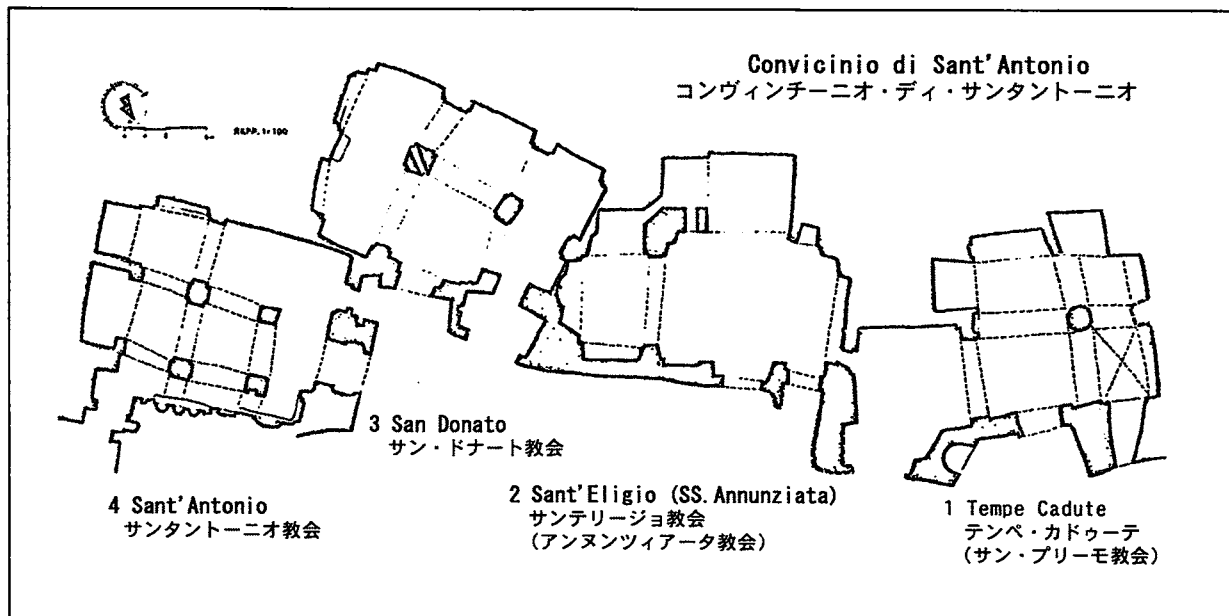 Convicinio di Sant'Antonio
コンヴィンチーニオ・ディ・サンタントーニオ
RAPP. 1:100
3 San Donato
サン・ドナート教会
4 Sant'Antonio
サンタントーニオ教会
2 Sant'Eligio (SS. Annunziata)
サンテリージョ教会
(アンヌンツィアータ教会)
1 Tempe Cadute
テンペ・カドゥーテ
(サン・プリーモ教会)